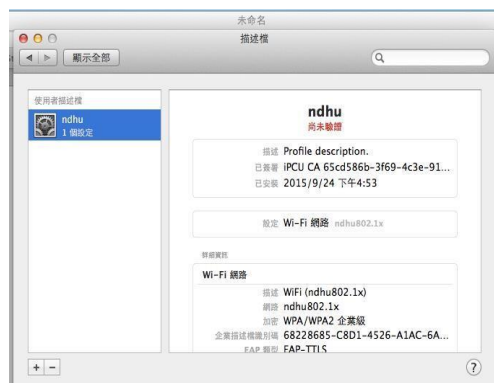 未命名
描述檔
顯示全部
使用者描述檔
ndhu
1 個設定
ndhu
尚未驗證
描述 Profile description.
已簽署 iPCU CA 65cd586b-3f69-4c3e-91...
已安裝 2015/9/24 下午4:53
設定 Wi-Fi 網路 ndhu802.1x
詳細資訊
Wi-Fi 網路
描述 WiFi (ndhu802.1x)
網路 ndhu802.1x
加密 WPA/WPA2 企業級
企業描述檔識別碼 68228685-C8D1-4526-A1AC-6A...
EAP 類型 EAP-TTLS
+ −
?